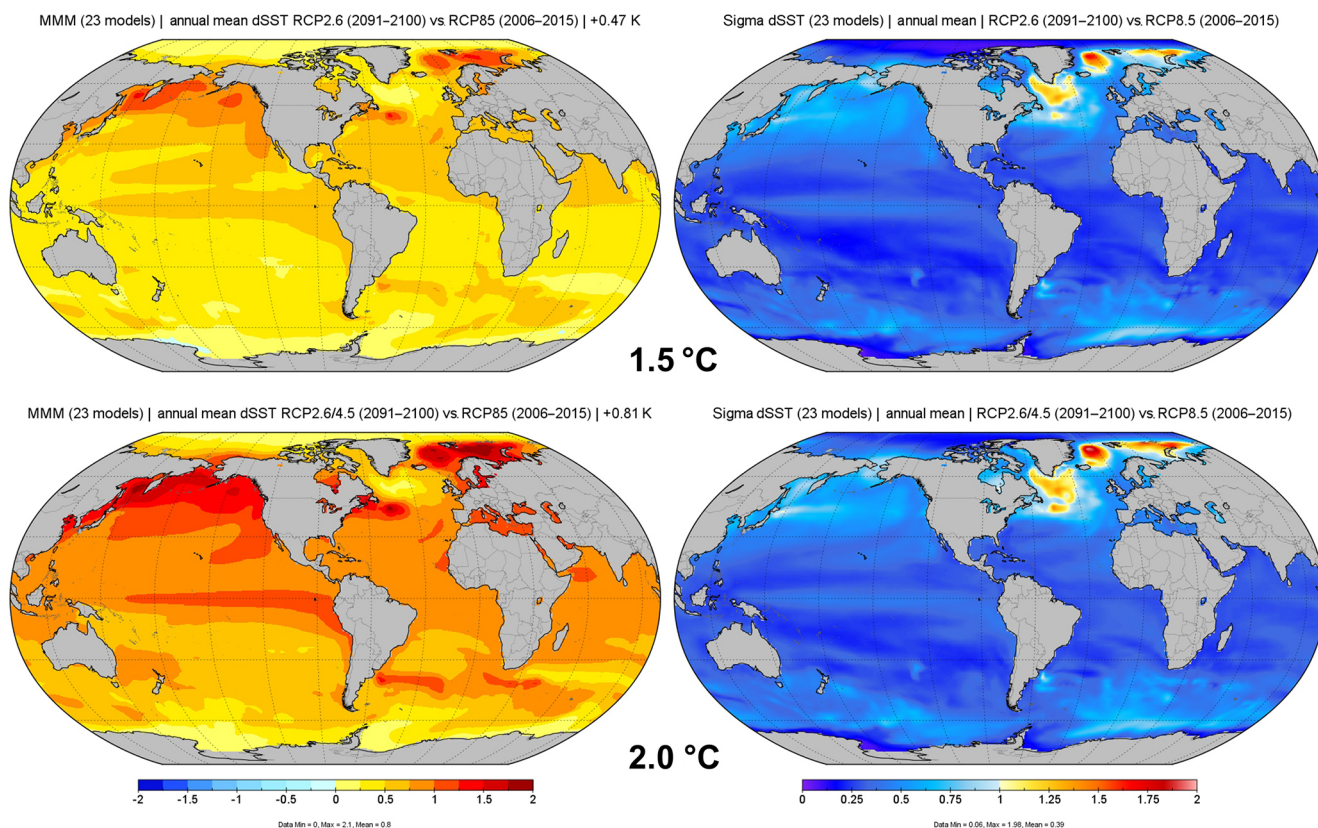 MMM (23 models) | annual mean dSST RCP2.6 (2091–2100) vs. RCP85 (2006–2015) | +0.47 K
Sigma dSST (23 models) | annual mean | RCP2.6 (2091–2100) vs. RCP8.5 (2006–2015)
1.5 °C
MMM (23 models) | annual mean dSST RCP2.6/4.5 (2091–2100) vs. RCP85 (2006–2015) | +0.81 K
Sigma dSST (23 models) | annual mean | RCP2.6/4.5 (2091–2100) vs. RCP8.5 (2006–2015)
2.0 °C
-2 -1.5 -1 -0.5 0 0.5 1 1.5 2
0 0.25 0.5 0.75 1 1.25 1.5 1.75 2
Data Min = 0, Max = 2.1, Mean = 0.8
Data Min = 0.06, Max = 1.98, Mean = 0.39